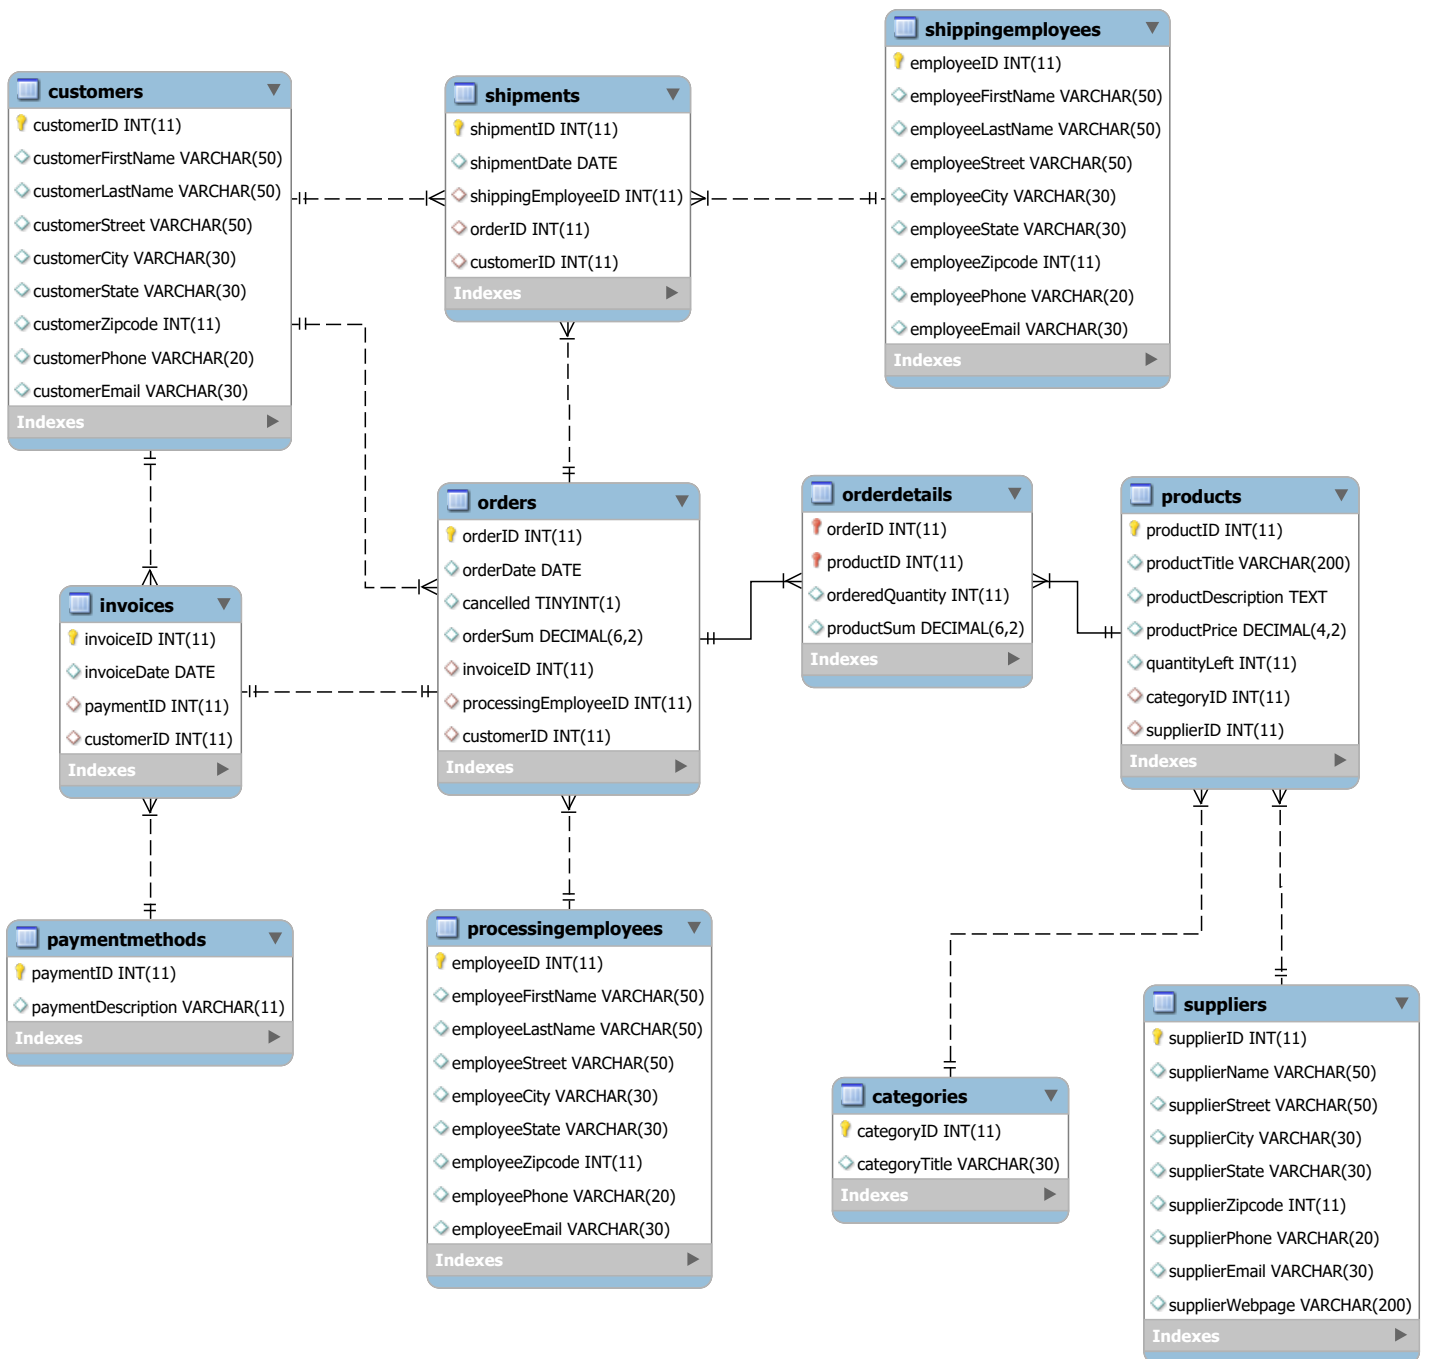 customers
customerID INT(11)
customerFirstName VARCHAR(50)
customerLastName VARCHAR(50)
customerStreet VARCHAR(50)
customerCity VARCHAR(30)
customerState VARCHAR(30)
customerZipcode INT(11)
customerPhone VARCHAR(20)
customerEmail VARCHAR(30)
Indexes
shipments
shipmentID INT(11)
shipmentDate DATE
shippingEmployeeID INT(11)
orderID INT(11)
customerID INT(11)
Indexes
shippingemployees
employeeID INT(11)
employeeFirstName VARCHAR(50)
employeeLastName VARCHAR(50)
employeeStreet VARCHAR(50)
employeeCity VARCHAR(30)
employeeState VARCHAR(30)
employeeZipcode INT(11)
employeePhone VARCHAR(20)
employeeEmail VARCHAR(30)
Indexes
invoices
invoiceID INT(11)
invoiceDate DATE
paymentID INT(11)
customerID INT(11)
Indexes
orders
orderID INT(11)
orderDate DATE
cancelled TINYINT(1)
orderSum DECIMAL(6,2)
invoiceID INT(11)
processingEmployeeID INT(11)
customerID INT(11)
Indexes
orderdetails
orderID INT(11)
productID INT(11)
orderedQuantity INT(11)
productSum DECIMAL(6,2)
Indexes
products
productID INT(11)
productTitle VARCHAR(200)
productDescription TEXT
productPrice DECIMAL(4,2)
quantityLeft INT(11)
categoryID INT(11)
supplierID INT(11)
Indexes
paymentmethods
paymentID INT(11)
paymentDescription VARCHAR(11)
Indexes
processingemployees
employeeID INT(11)
employeeFirstName VARCHAR(50)
employeeLastName VARCHAR(50)
employeeStreet VARCHAR(50)
employeeCity VARCHAR(30)
employeeState VARCHAR(30)
employeeZipcode INT(11)
employeePhone VARCHAR(20)
employeeEmail VARCHAR(30)
Indexes
categories
categoryID INT(11)
categoryTitle VARCHAR(30)
Indexes
suppliers
supplierID INT(11)
supplierName VARCHAR(50)
supplierStreet VARCHAR(50)
supplierCity VARCHAR(30)
supplierState VARCHAR(30)
supplierZipcode INT(11)
supplierPhone VARCHAR(20)
supplierEmail VARCHAR(30)
supplierWebpage VARCHAR(200)
Indexes